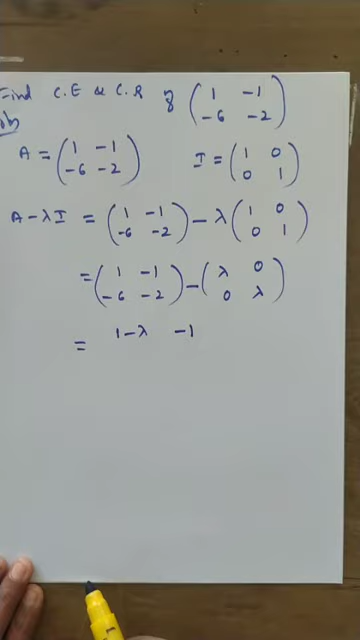 Find C.E & C.R of (1 -1
-6 -2)
A = (1 -1
-6 -2) I = (1 0
0 1)
A - λI = (1 -1
-6 -2) - λ(1 0
0 1)
= (1 -1
-6 -2) - (λ 0
0 λ)
= 1-λ -1